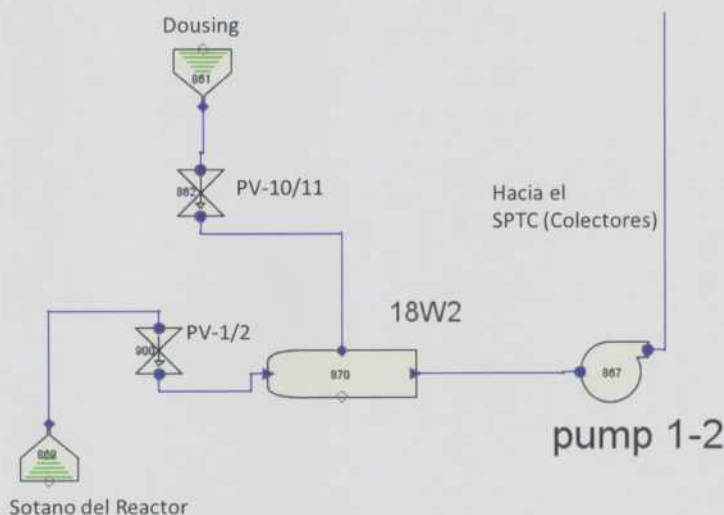 Dousing
861
862
PV-10/11
Hacia el
SPTC (Colectores)
18W2
PV-1/2
900
870
867
pump 1-2
869
Sotano del Reactor